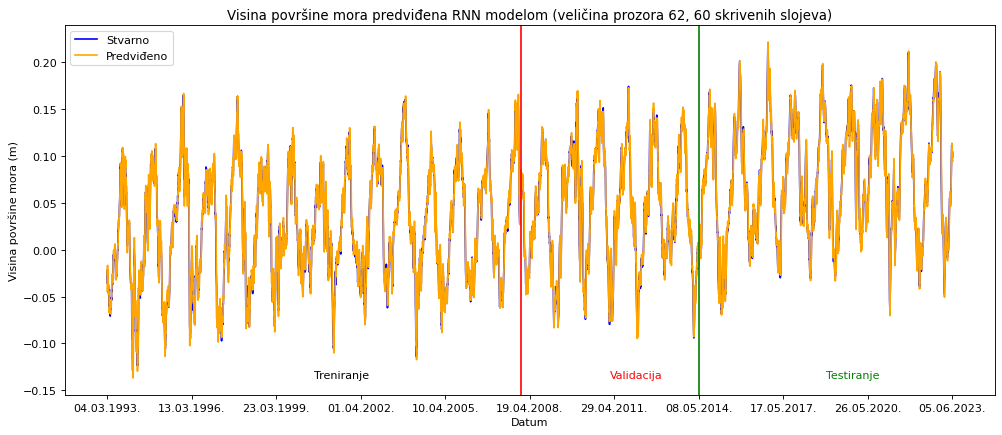 Visina površine mora predviđena RNN modelom (veličina prozora 62, 60 skrivenih slojeva)
Stvarno
Predviđeno
Visina površine mora (m)
0.20
0.15
0.10
0.05
0.00
−0.05
−0.10
−0.15
Treniranje
Validacija
Testiranje
04.03.1993. 13.03.1996. 23.03.1999. 01.04.2002. 10.04.2005. 19.04.2008. 29.04.2011. 08.05.2014. 17.05.2017. 26.05.2020. 05.06.2023.
Datum